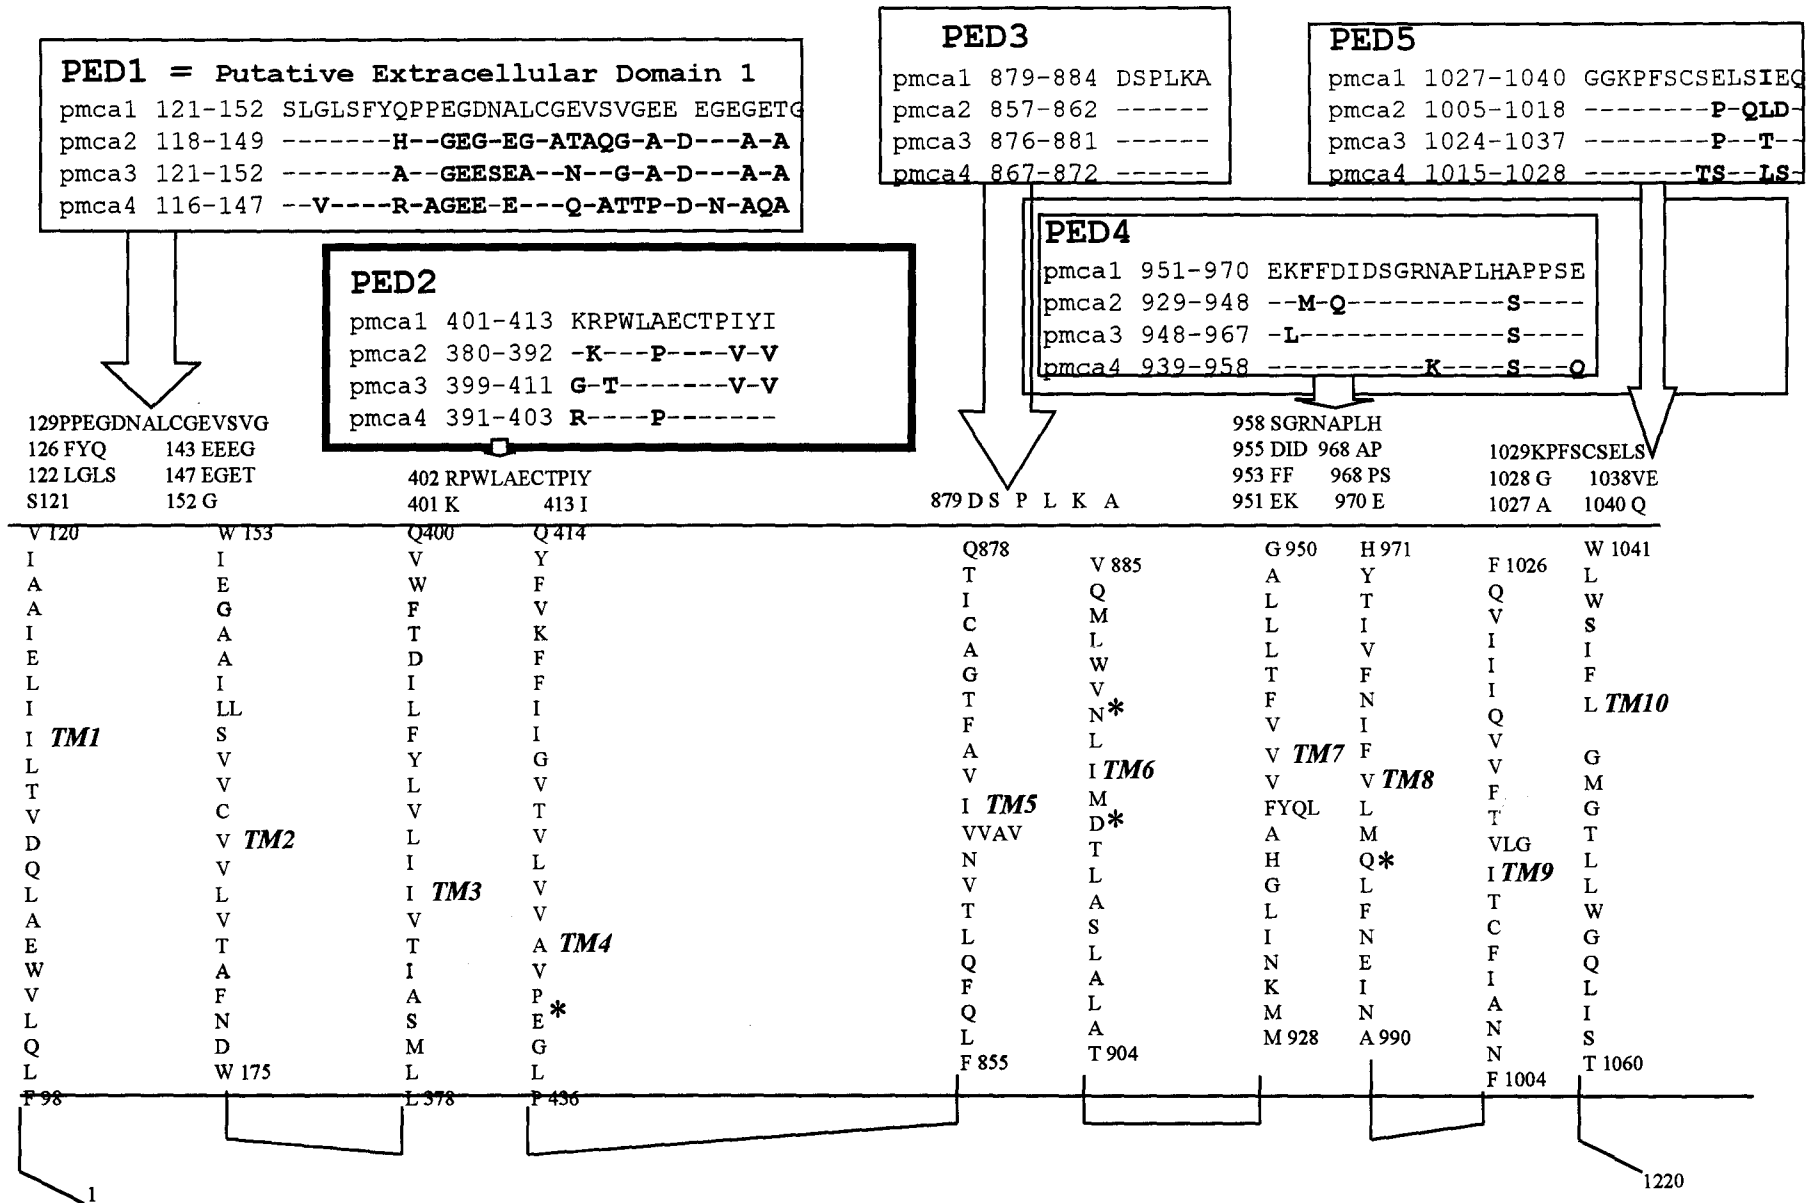 PED1 = Putative Extracellular Domain 1
pmca1 121-152 SLGLSFYQPPEGDNALCGEVSVGEE EGEGETG
pmca2 118-149 -------H--GEG-EG-ATAQG-A-D---A-A
pmca3 121-152 -------A--GEESEA--N--G-A-D---A-A
pmca4 116-147 --V----R-AGEE-E---Q-ATTP-D-N-AQA
PED2
pmca1 401-413 KRPWLAECTPIYI
pmca2 380-392 -K---P----V-V
pmca3 399-411 G-T-------V-V
pmca4 391-403 R----P-------
PED3
pmca1 879-884 DSPLKA
pmca2 857-862 ------
pmca3 876-881 ------
pmca4 867-872 ------
PED4
pmca1 951-970 EKFFDIDSGRNAPLHAPPSE
pmca2 929-948 --M-Q----------S----
pmca3 948-967 -L-------------S----
pmca4 939-958 ----------K----S---Q
PED5
pmca1 1027-1040 GGKPFSCSELSIEQ
pmca2 1005-1018 --------P-QLD-
pmca3 1024-1037 --------P--T-
pmca4 1015-1028 -------TS--LS-
129PPEGDNALCGEVSVG
126 FYQ 143 EEEG
122 LGLS 147 EGET
S121 152 G
402 RPWLAECTPIY
401 K 413 I
879 D S P L K A
958 SGRNAPLH
955 DID 968 AP
953 FF 968 PS
951 EK 970 E
1029KPFSCSELS
1028 G 1038VE
1027 A 1040 Q
V 120
I
A
A
I
E
L
I
I TM1
L
T
V
D
Q
L
A
E
W
V
L
Q
L
F 98
W 153
I
E
G
A
A
I
LL
S
V
V
C
V TM2
V
L
V
T
A
F
N
D
W 175
Q400
V
W
F
T
D
I
L
F
Y
L
V
L
I
I TM3
V
T
I
A
S
M
L
L 378
Q 414
Y
F
V
K
F
F
I
I
G
V
T
V
L
V
V
A TM4
V
P
E *
G
L
P 436
Q878
T
I
C
A
G
T
F
A
V
I TM5
VVAV
N
V
T
L
Q
F
Q
L
F 855
V 885
Q
M
L
W
V
N *
L
I TM6
M
D *
T
L
A
S
L
A
L
A
T 904
G 950
A
L
L
L
T
F
V
V TM7
V
FYQL
A
H
G
L
I
N
K
M
M 928
H 971
Y
T
I
V
F
N
I
F
V TM8
L
M
Q *
L
F
N
E
I
N
A 990
F 1026
Q
V
I
I
I
Q
V
V
F
T
VLG
I TM9
T
C
F
I
A
N
N
F 1004
W 1041
L
W
S
I
F
L TM10
G
M
G
T
L
L
W
G
Q
L
I
S
T 1060
1
1220